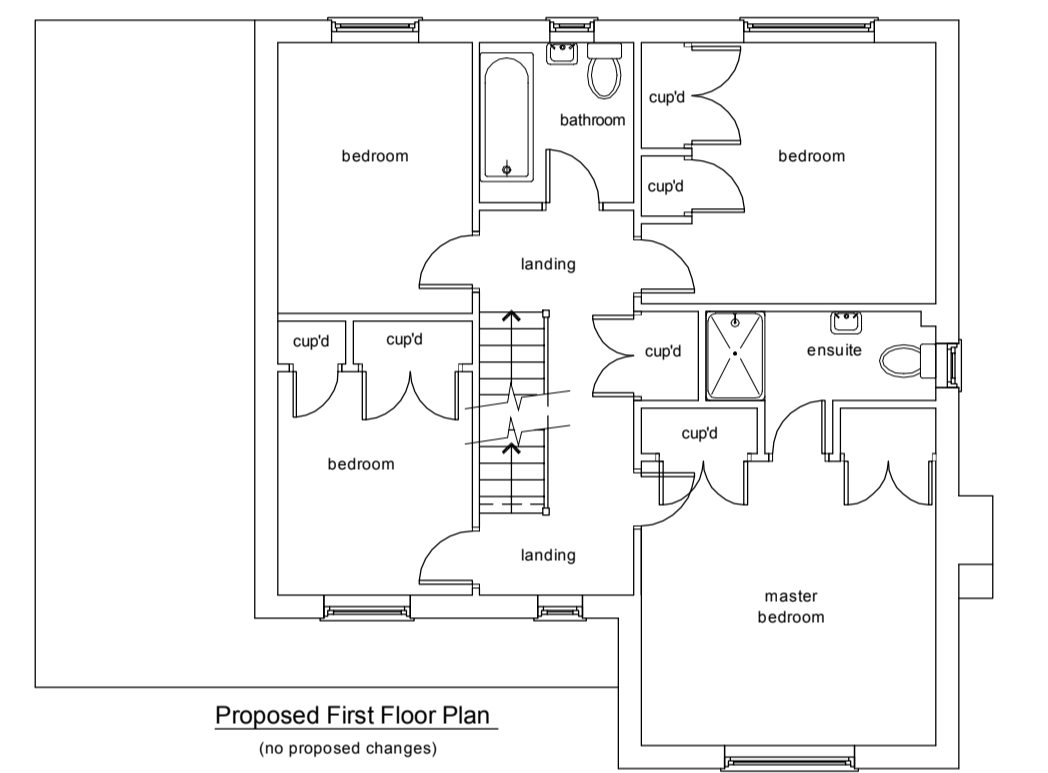 cup'd
bathroom
bedroom
bedroom
cup'd
landing
cup'd
cup'd
cup'd
ensuite
cup'd
bedroom
landing
master
bedroom
Proposed First Floor Plan
(no proposed changes)